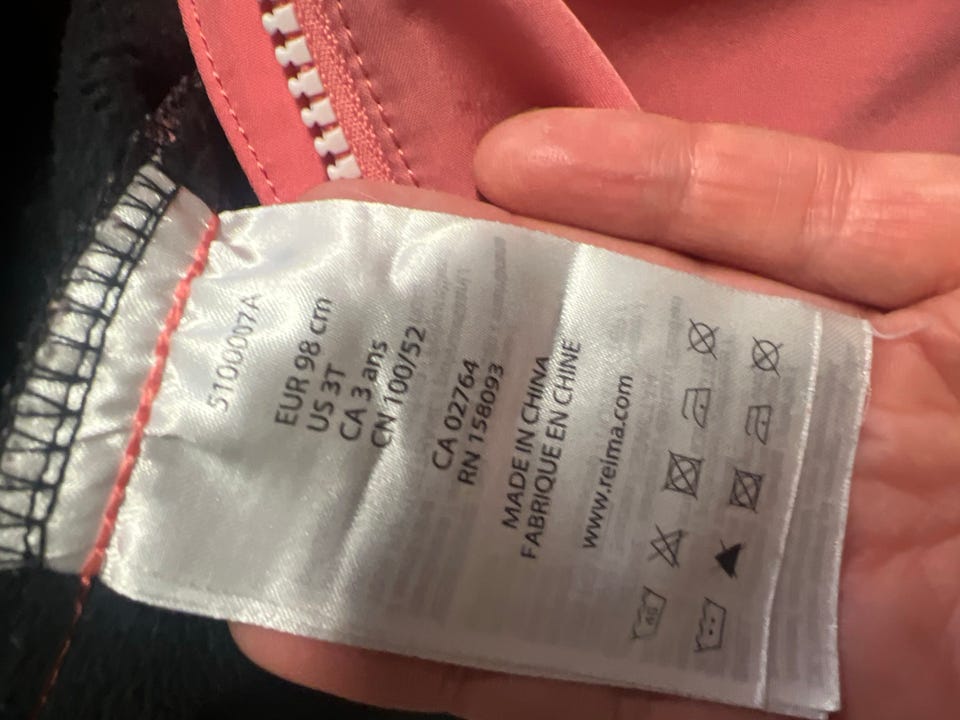 5100007A
EUR 98 cm
US 3T
CA 3 ans
CN 100/52
CA 02764
RN 158093
MADE IN CHINA
FABRIQUE EN CHINE
www.reima.com
40